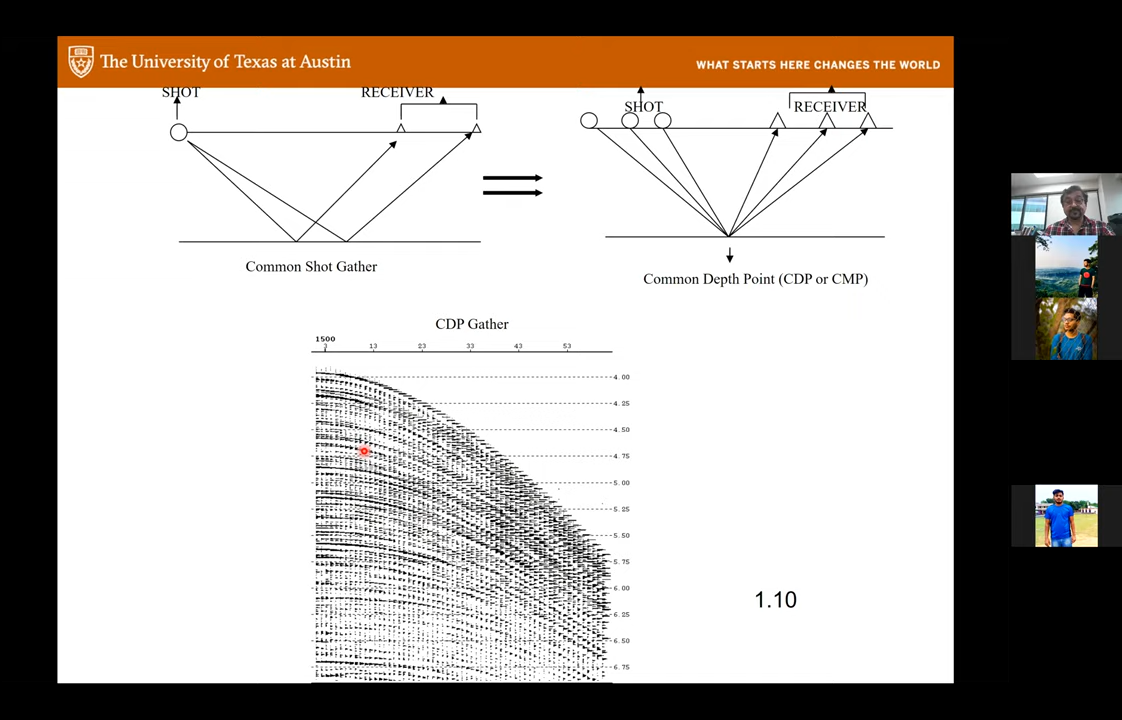 The University of Texas at Austin
WHAT STARTS HERE CHANGES THE WORLD
SHOT RECEIVER
SHOT RECEIVER
Common Shot Gather
Common Depth Point (CDP or CMP)
CDP Gather
1500
3 13 23 33 43 53
4.00
4.25
4.50
4.75
5.00
5.25
5.50
5.75
6.00
6.25
6.50
6.75
1.10